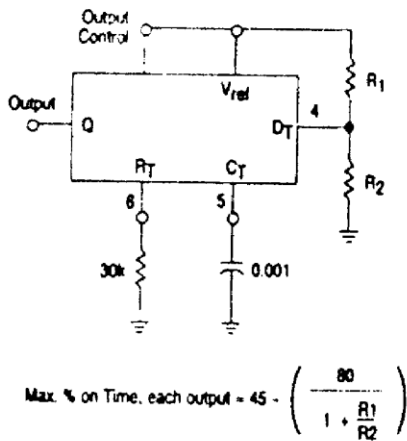 Output
Control
Vref
4
R1
Output
Q
DT
RT
CT
R2
6
5
30k
0.001
Max. % on Time, each output ≈ 45 - ( 80 / 1 + R1/R2 )